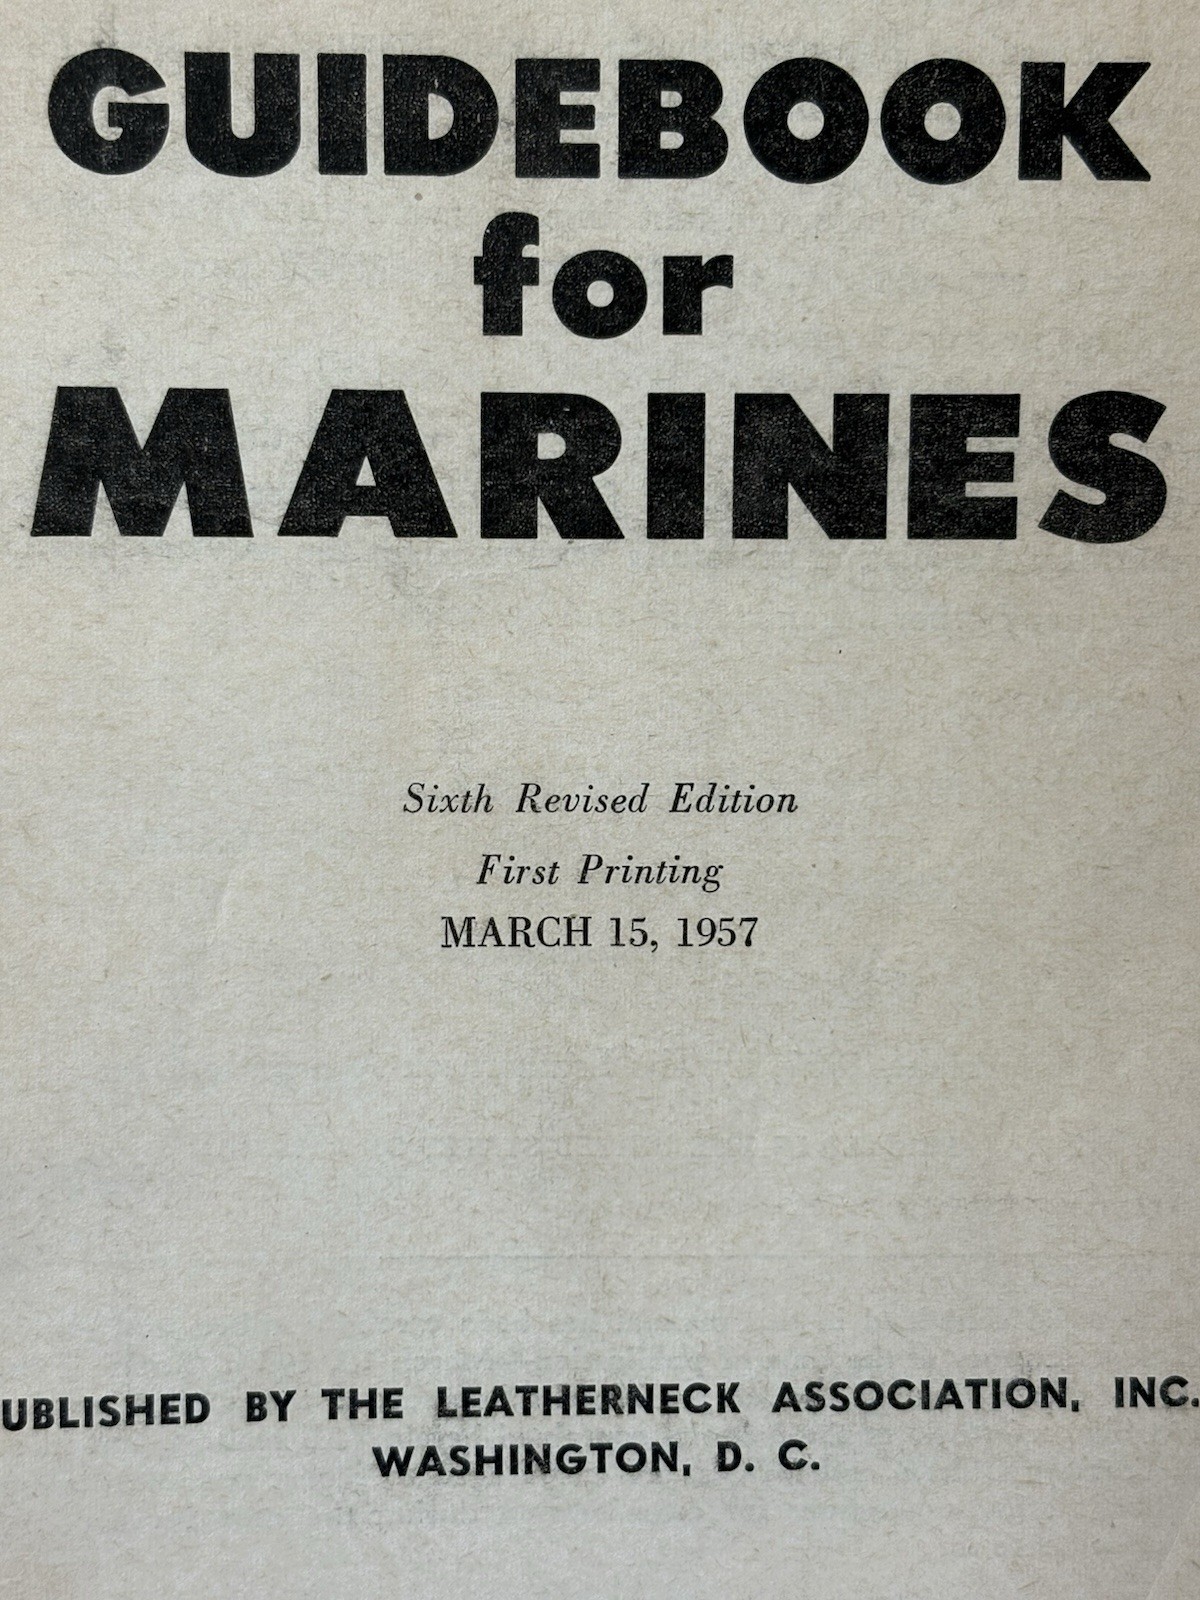 GUIDEBOOK
for
MARINES
Sixth Revised Edition
First Printing
MARCH 15, 1957
UBLISHED BY THE LEATHERNECK ASSOCIATION, INC.
WASHINGTON, D. C.